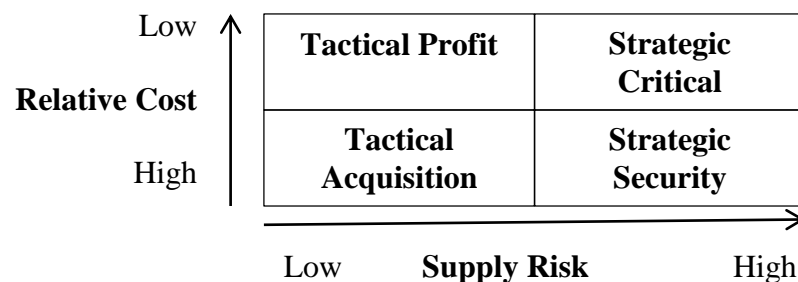 Low
Tactical Profit
Strategic
Critical
Relative Cost
Tactical
Acquisition
Strategic
Security
High
Low Supply Risk High